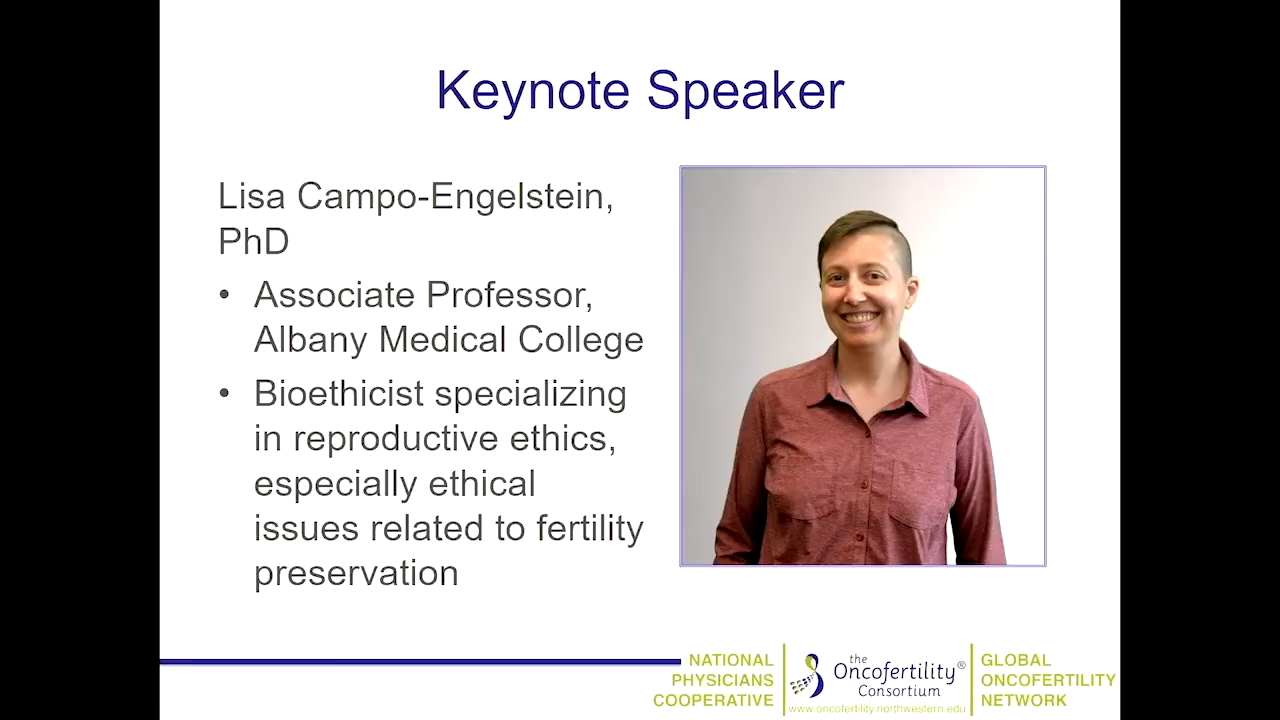 Keynote Speaker
Lisa Campo-Engelstein,
PhD
• Associate Professor,
Albany Medical College
• Bioethicist specializing
in reproductive ethics,
especially ethical
issues related to fertility
preservation
NATIONAL
PHYSICIANS
COOPERATIVE
the
Oncofertility®
Consortium
www.oncofertility.northwestern.edu
GLOBAL
ONCOFERTILITY
NETWORK